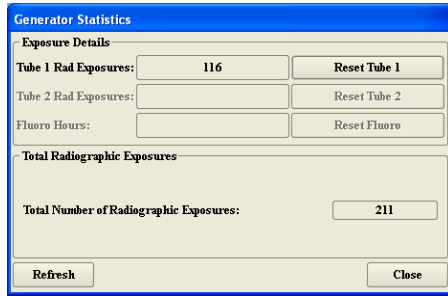 Generator Statistics
Exposure Details
Tube 1 Rad Exposures: 116 Reset Tube 1
Tube 2 Rad Exposures: Reset Tube 2
Fluoro Hours: Reset Fluoro
Total Radiographic Exposures
Total Number of Radiographic Exposures: 211
Refresh Close